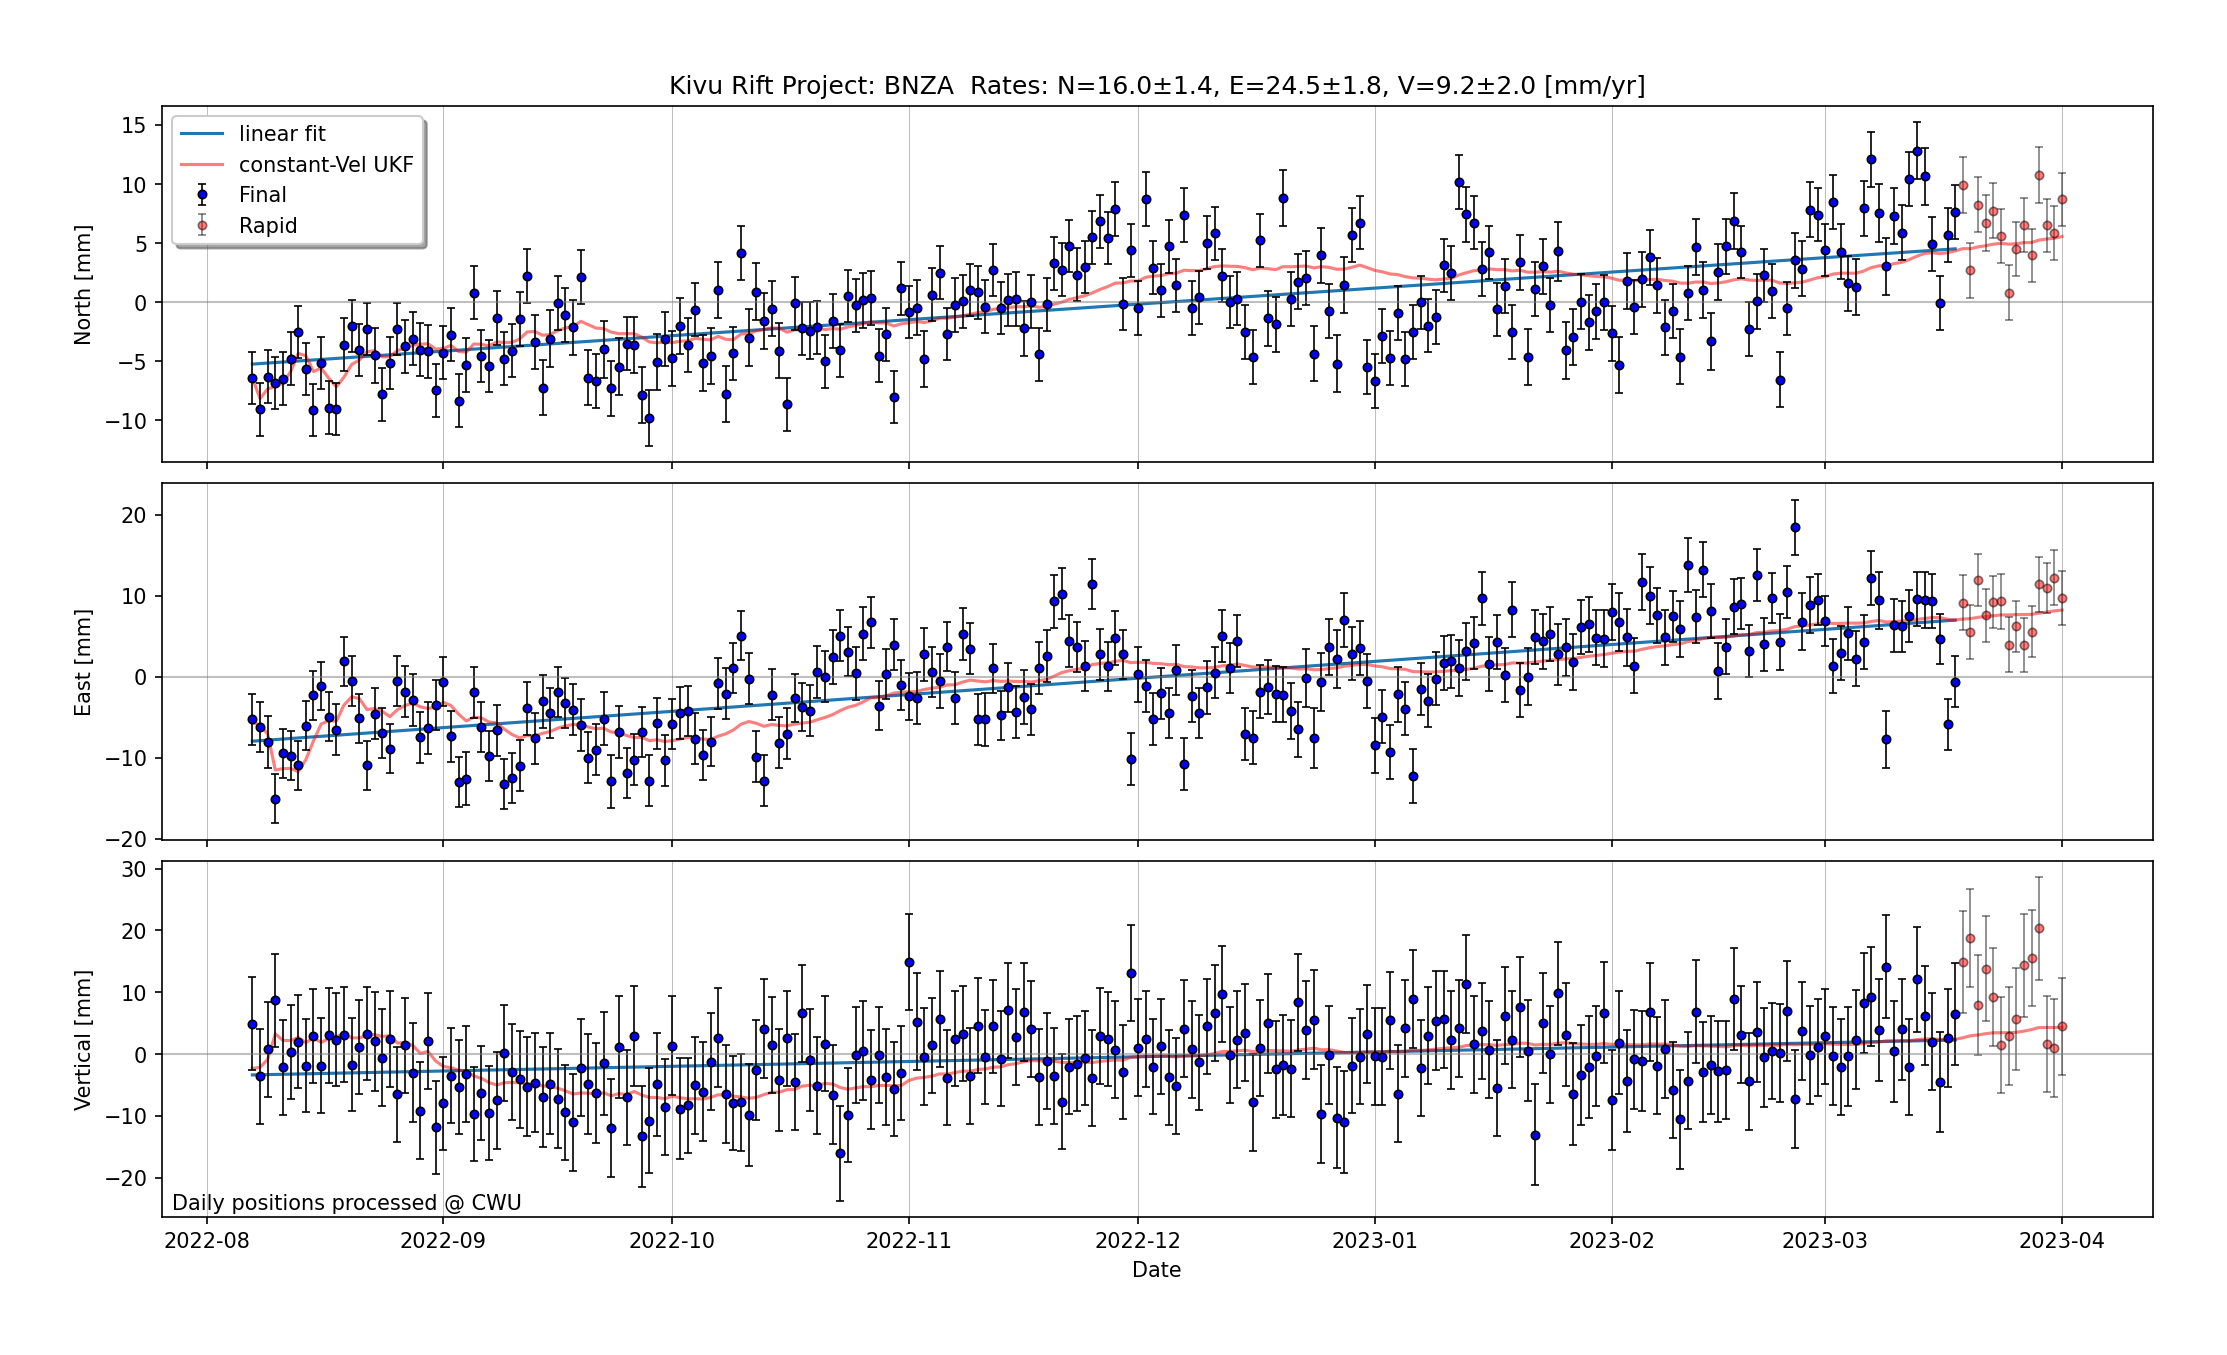 Kivu Rift Project: BNZA  Rates: N=16.0±1.4, E=24.5±1.8, V=9.2±2.0 [mm/yr]
linear fit
constant-Vel UKF
Final
Rapid
North [mm]
15
10
5
0
−5
−10
East [mm]
20
10
0
−10
−20
Vertical [mm]
30
20
10
0
−10
−20
Daily positions processed @ CWU
2022-08 2022-09 2022-10 2022-11 2022-12 2023-01 2023-02 2023-03 2023-04
Date